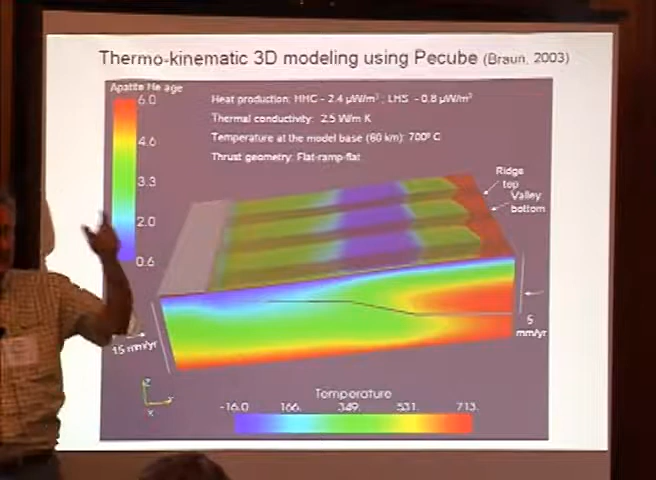 Thermo-kinematic 3D modeling using Pecube (Braun, 2003)
Apatite He age
6.0
4.6
3.3
2.0
0.6
Heat production: HHC - 2.4 μW/m³ ; LHS - 0.8 μW/m³
Thermal conductivity: 2.5 W/m K
Temperature at the model base (60 km): 700° C
Thrust geometry: Flat-ramp-flat
Ridge
top
Valley
bottom
5
mm/yr
15 mm/yr
Z
X
Temperature
-16.0 166. 349. 531. 713.